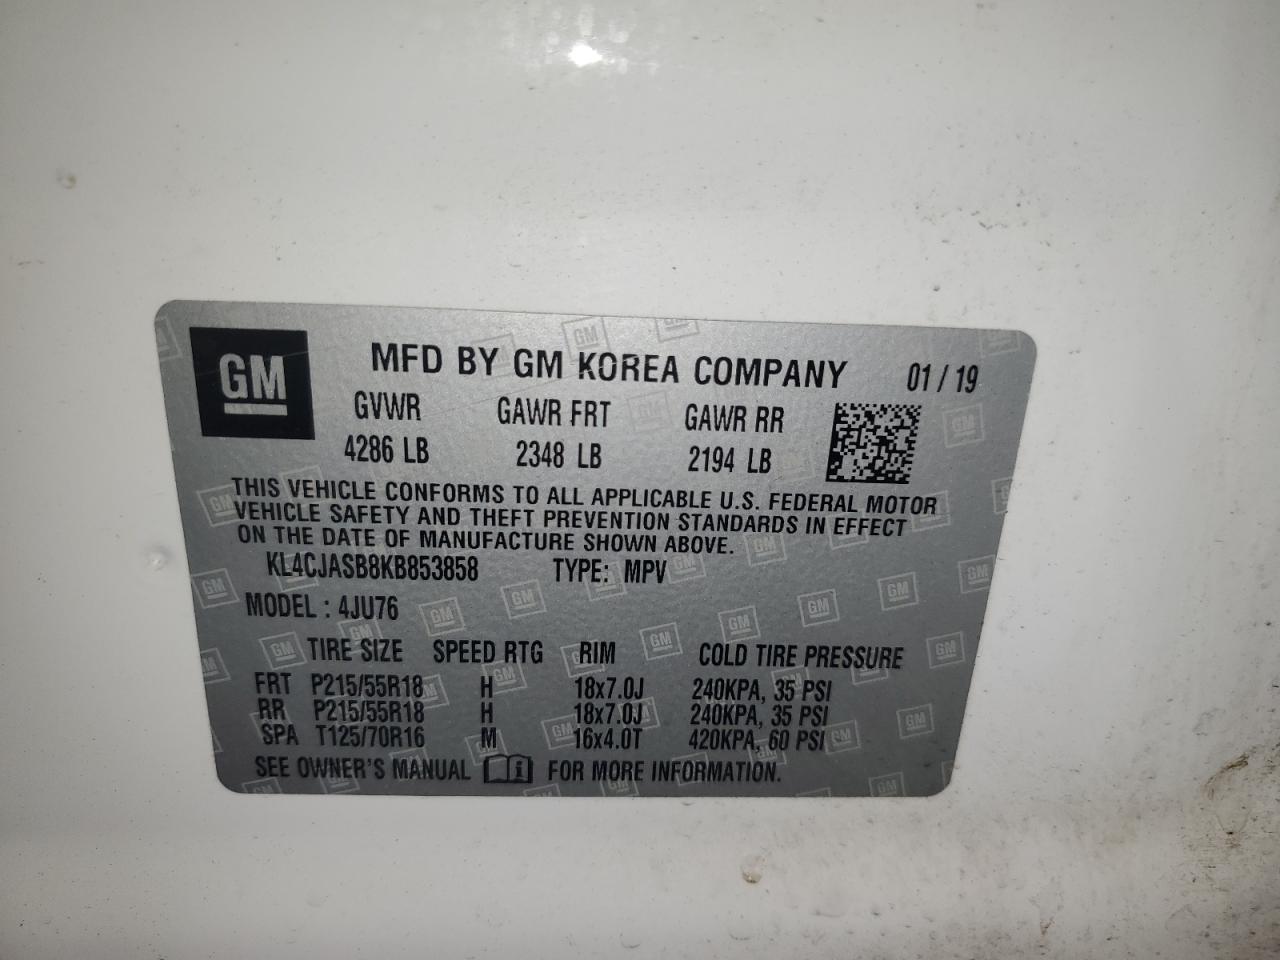 GM
MFD BY GM KOREA COMPANY 01 / 19
GVWR GAWR FRT GAWR RR
4286 LB 2348 LB 2194 LB
THIS VEHICLE CONFORMS TO ALL APPLICABLE U.S. FEDERAL MOTOR
VEHICLE SAFETY AND THEFT PREVENTION STANDARDS IN EFFECT
ON THE DATE OF MANUFACTURE SHOWN ABOVE.
KL4CJASB8KB853858 TYPE: MPV
MODEL : 4JU76
TIRE SIZE SPEED RTG RIM COLD TIRE PRESSURE
FRT P215/55R18 H 18x7.0J 240KPA, 35 PSI
RR P215/55R18 H 18x7.0J 240KPA, 35 PSI
SPA T125/70R16 M 16x4.0T 420KPA, 60 PSI
SEE OWNER'S MANUAL i FOR MORE INFORMATION.